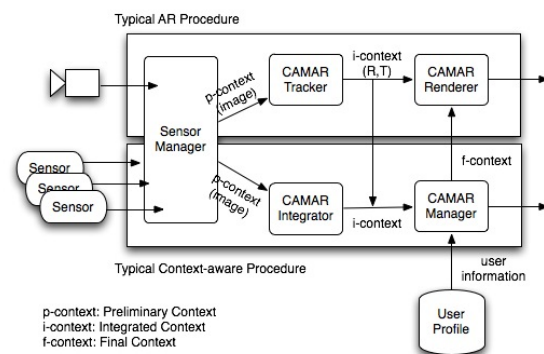 Typical AR Procedure
Sensor
Manager
p-context
(image)
CAMAR
Tracker
i-context
(R,T)
CAMAR
Renderer
Sensor
Sensor
Sensor
p-context
(image)
CAMAR
Integrator
i-context
f-context
CAMAR
Manager
Typical Context-aware Procedure
user
information
User
Profile
p-context: Preliminary Context
i-context: Integrated Context
f-context: Final Context